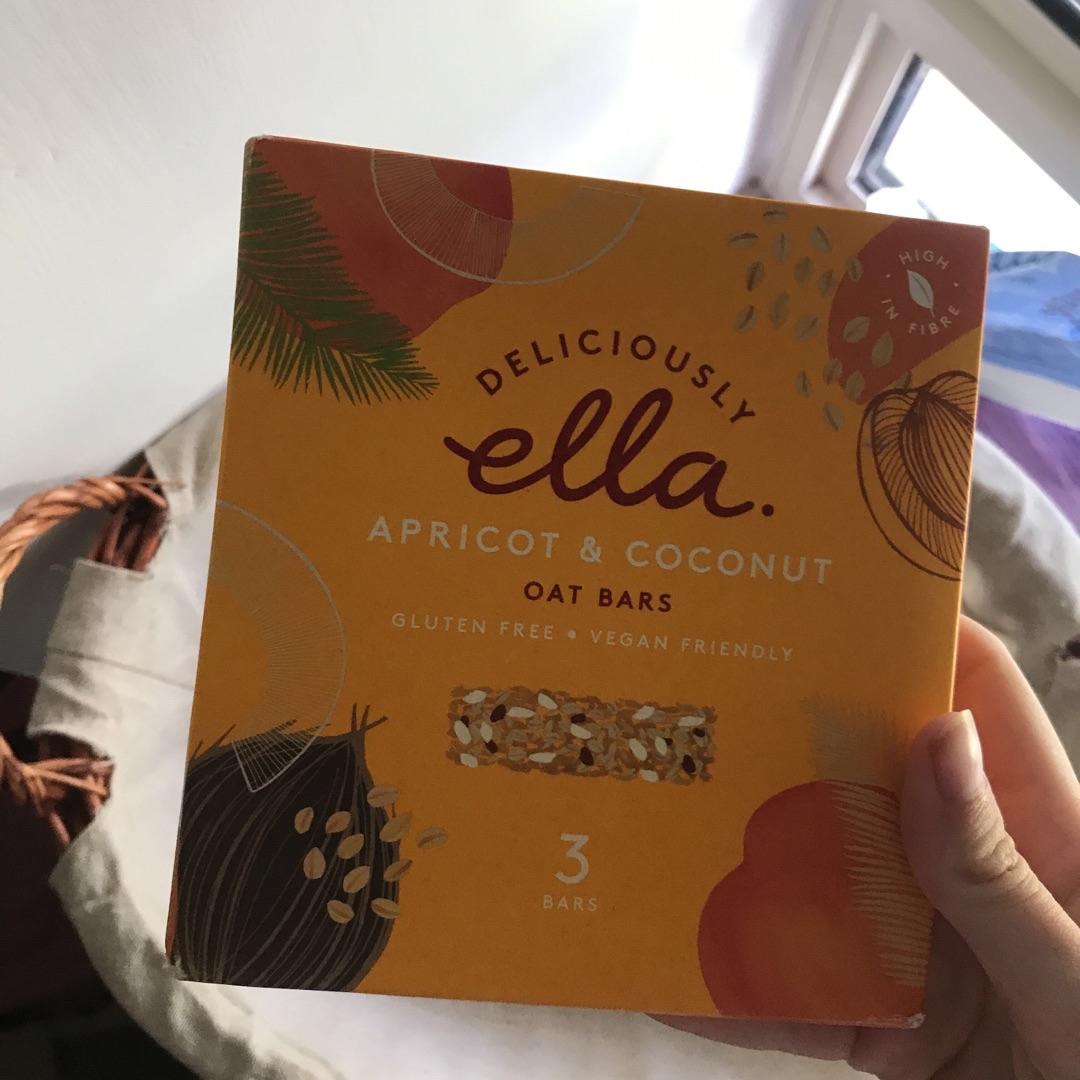 HIGH
IN FIBRE
DELICIOUSLY
ella.
APRICOT & COCONUT
OAT BARS
GLUTEN FREE • VEGAN FRIENDLY
3
BARS